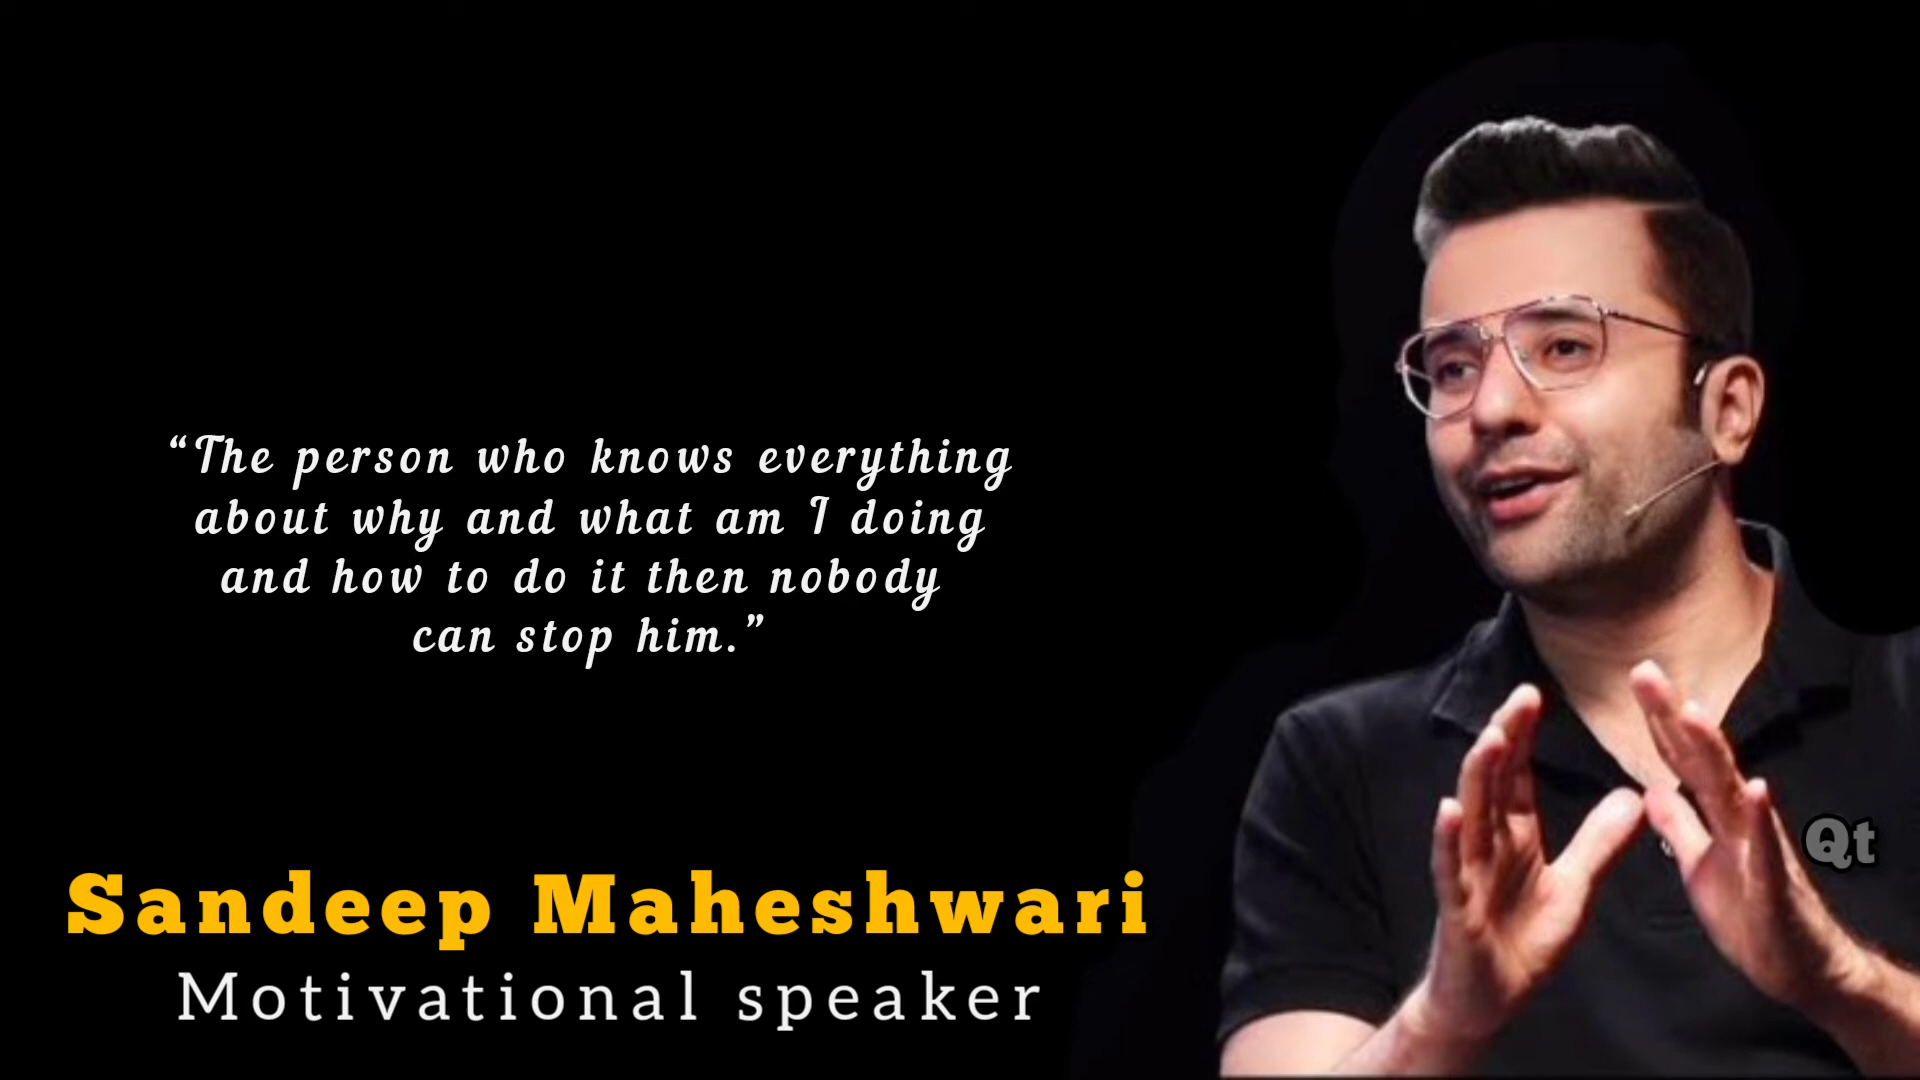 “The person who knows everything
about why and what am I doing
and how to do it then nobody
can stop him.”
Sandeep Maheshwari
Motivational speaker
Qt